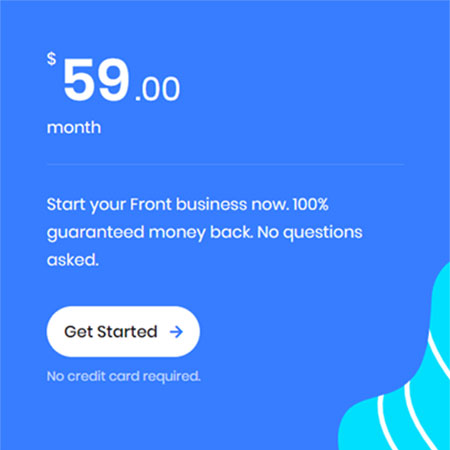 $59.00
month
Start your Front business now. 100%
guaranteed money back. No questions
asked.
Get Started
No credit card required.